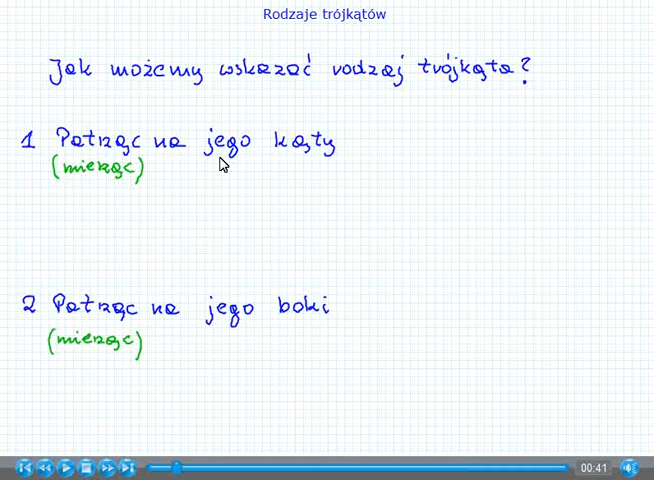 Rodzaje trójkątów
Jak możemy wskazać rodzaj trójkąta?
1 Patrząc na jego kąty
(mierząc)
2 Patrząc na jego boki
(mierząc)
00:41